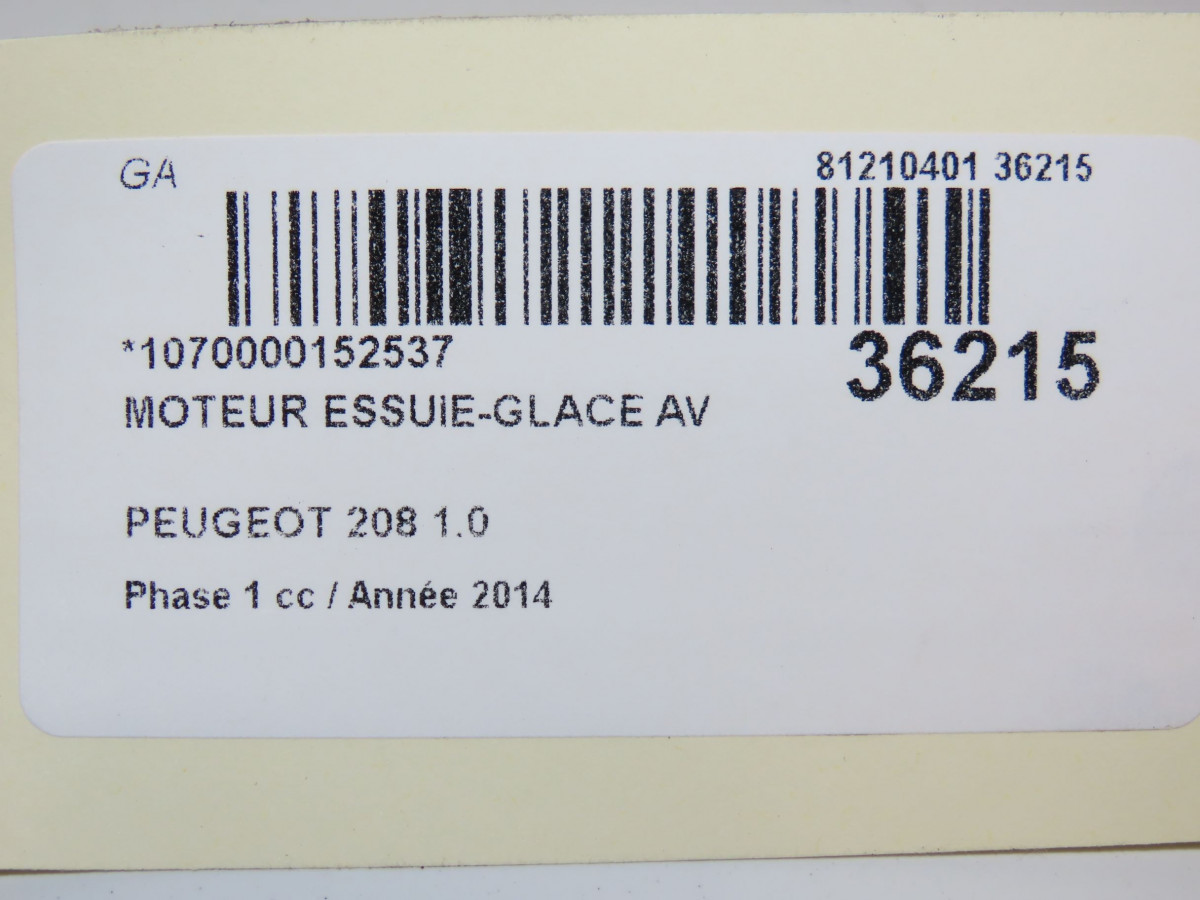 GA
81210401 36215
*1070000152537
36215
MOTEUR ESSUIE-GLACE AV
PEUGEOT 208 1.0
Phase 1 cc / Année 2014